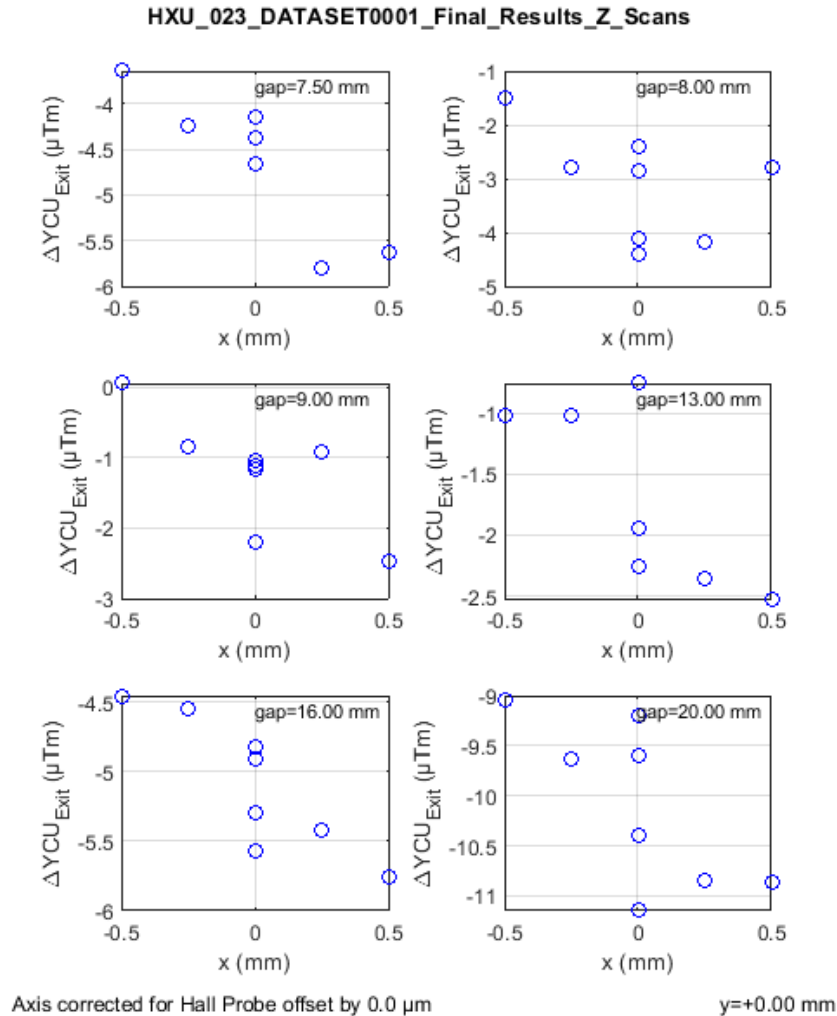 HXU_023_DATASET0001_Final_Results_Z_Scans
gap=7.50 mm
-4
-4.5
-5
-5.5
-6
ΔYCU_Exit (µTm)
-0.5 0 0.5
x (mm)
gap=8.00 mm
-1
-2
-3
-4
-5
ΔYCU_Exit (µTm)
-0.5 0 0.5
x (mm)
gap=9.00 mm
0
-1
-2
-3
ΔYCU_Exit (µTm)
-0.5 0 0.5
x (mm)
gap=13.00 mm
-1
-1.5
-2
-2.5
ΔYCU_Exit (µTm)
-0.5 0 0.5
x (mm)
gap=16.00 mm
-4.5
-5
-5.5
-6
ΔYCU_Exit (µTm)
-0.5 0 0.5
x (mm)
gap=20.00 mm
-9
-9.5
-10
-10.5
-11
ΔYCU_Exit (µTm)
-0.5 0 0.5
x (mm)
Axis corrected for Hall Probe offset by 0.0 µm
y=+0.00 mm